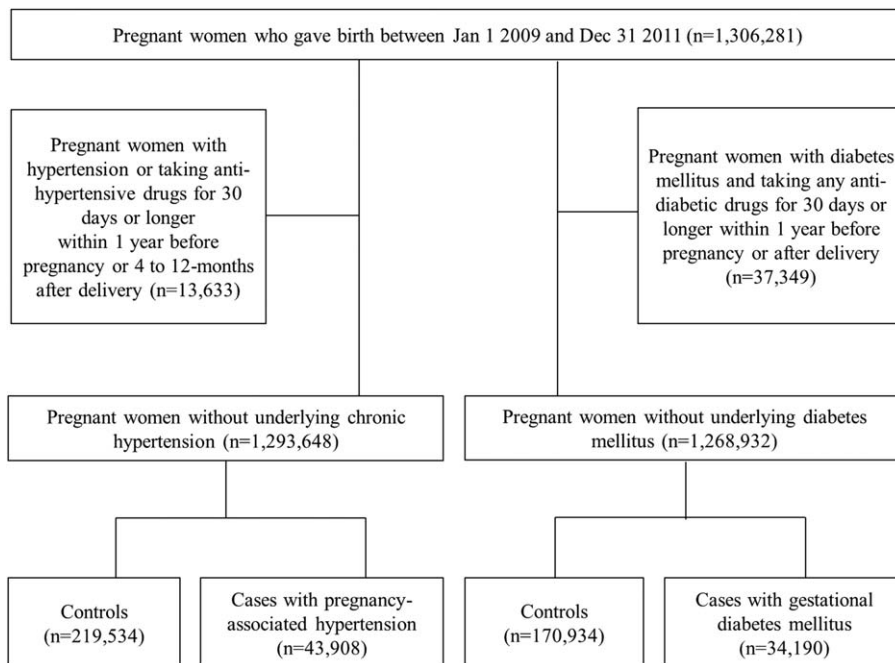 Pregnant women who gave birth between Jan 1 2009 and Dec 31 2011 (n=1,306,281)
Pregnant women with
hypertension or taking anti-
hypertensive drugs for 30
days or longer
within 1 year before
pregnancy or 4 to 12-months
after delivery (n=13,633)
Pregnant women with diabetes
mellitus and taking any anti-
diabetic drugs for 30 days or
longer within 1 year before
pregnancy or after delivery
(n=37,349)
Pregnant women without underlying chronic
hypertension (n=1,293,648)
Pregnant women without underlying diabetes
mellitus (n=1,268,932)
Controls
(n=219,534)
Cases with pregnancy-
associated hypertension
(n=43,908)
Controls
(n=170,934)
Cases with gestational
diabetes mellitus
(n=34,190)